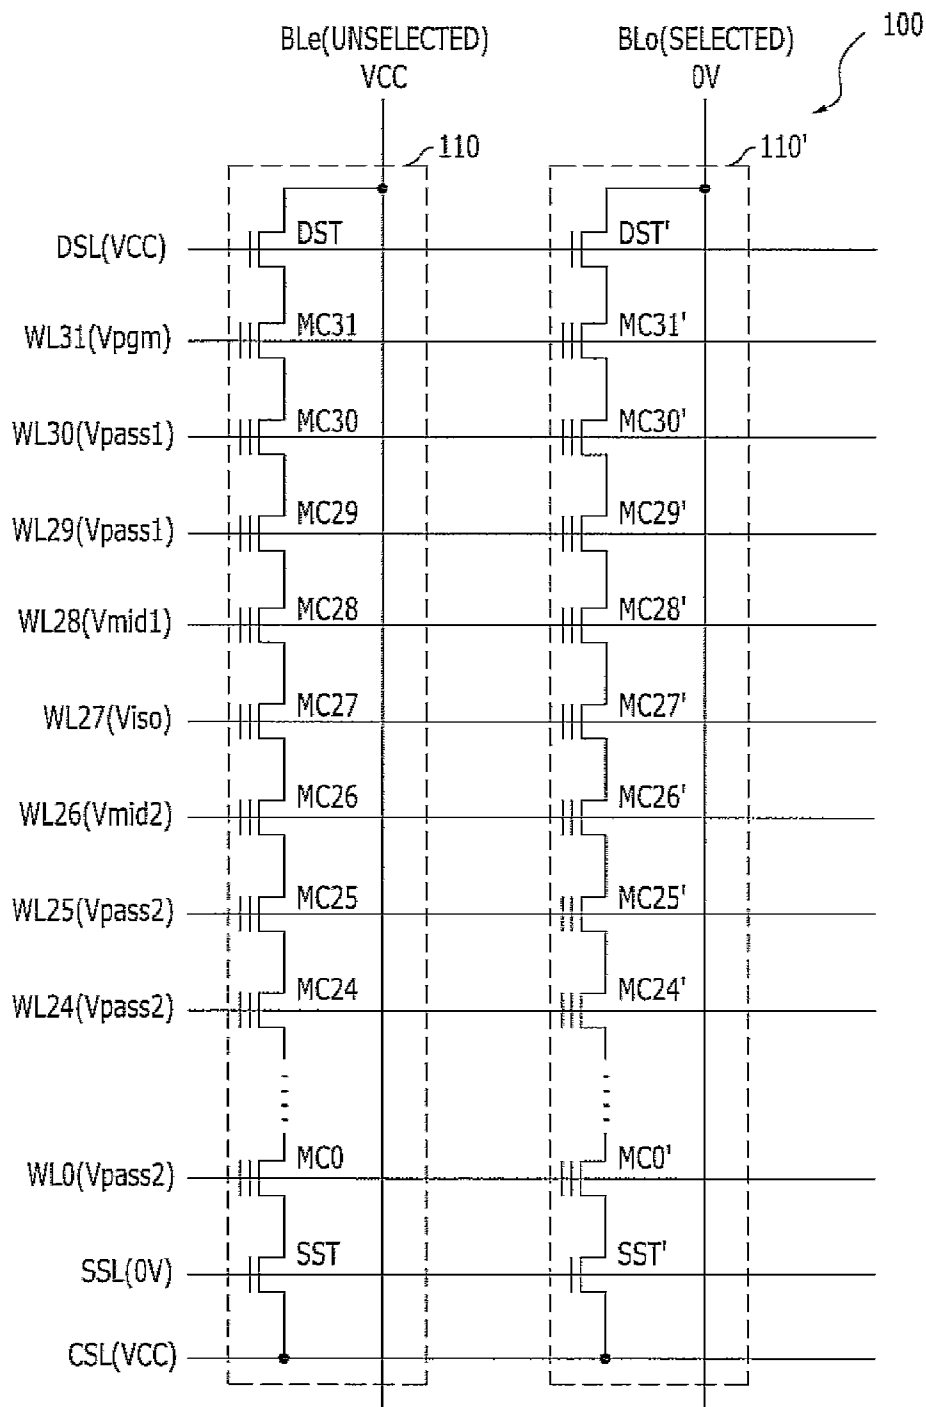 100
BLe(UNSELECTED) BLo(SELECTED)
VCC 0V
110 110'
DSL(VCC) DST DST'
WL31(Vpgm) MC31 MC31'
WL30(Vpass1) MC30 MC30'
WL29(Vpass1) MC29 MC29'
WL28(Vmid1) MC28 MC28'
WL27(Viso) MC27 MC27'
WL26(Vmid2) MC26 MC26'
WL25(Vpass2) MC25 MC25'
WL24(Vpass2) MC24 MC24'
WL0(Vpass2) MC0 MC0'
SSL(0V) SST SST'
CSL(VCC)